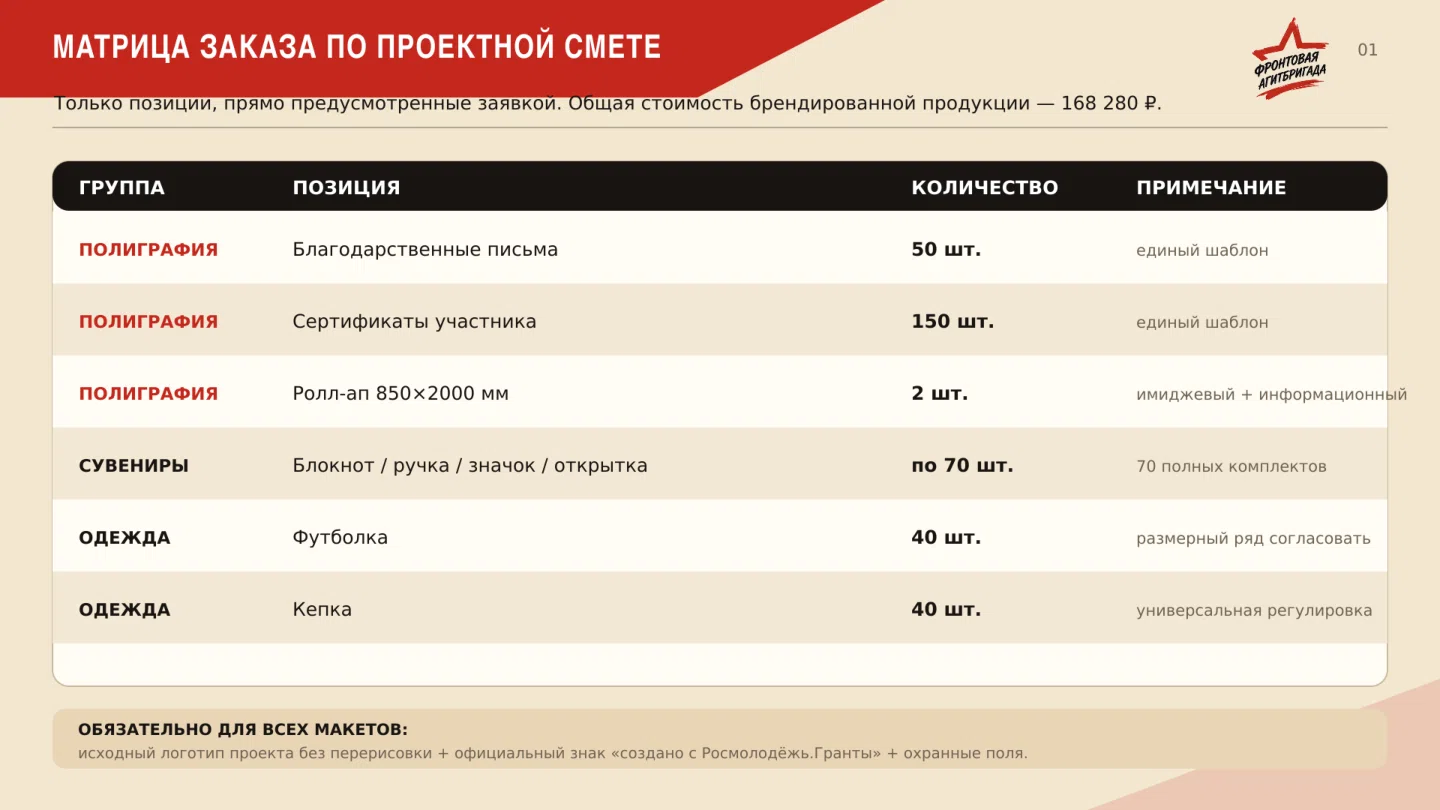 МАТРИЦА ЗАКАЗА ПО ПРОЕКТНОЙ СМЕТЕ
ФРОНТОВАЯ
АГИТБРИГАДА
01
Только позиции, прямо предусмотренные заявкой. Общая стоимость брендированной продукции — 168 280 ₽.
ГРУППА ПОЗИЦИЯ КОЛИЧЕСТВО ПРИМЕЧАНИЕ
ПОЛИГРАФИЯ Благодарственные письма 50 шт. единый шаблон
ПОЛИГРАФИЯ Сертификаты участника 150 шт. единый шаблон
ПОЛИГРАФИЯ Ролл-ап 850×2000 мм 2 шт. имиджевый + информационный
СУВЕНИРЫ Блокнот / ручка / значок / открытка по 70 шт. 70 полных комплектов
ОДЕЖДА Футболка 40 шт. размерный ряд согласовать
ОДЕЖДА Кепка 40 шт. универсальная регулировка
ОБЯЗАТЕЛЬНО ДЛЯ ВСЕХ МАКЕТОВ:
исходный логотип проекта без перерисовки + официальный знак «создано с Росмолодёжь.Гранты» + охранные поля.